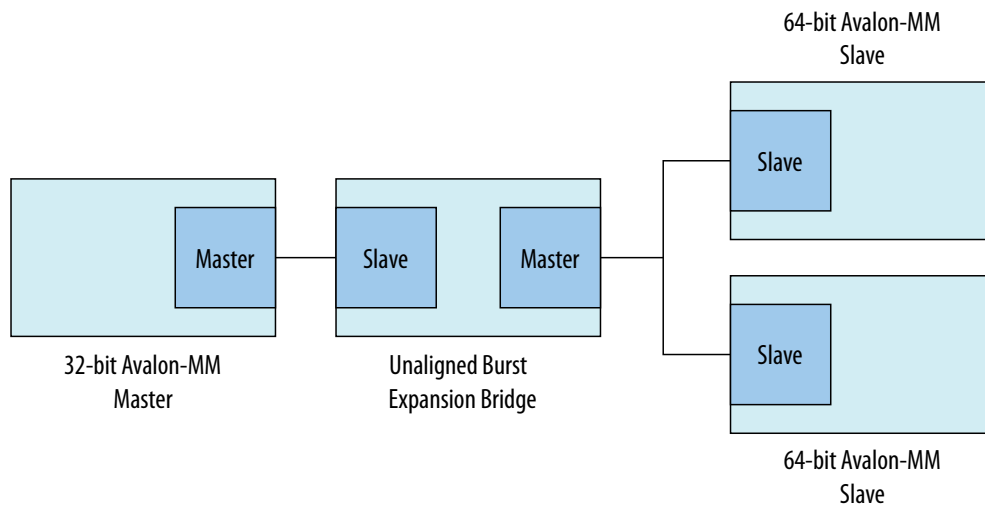 64-bit Avalon-MM
Slave
Slave
Master
Slave
Master
32-bit Avalon-MM
Master
Unaligned Burst
Expansion Bridge
Slave
64-bit Avalon-MM
Slave